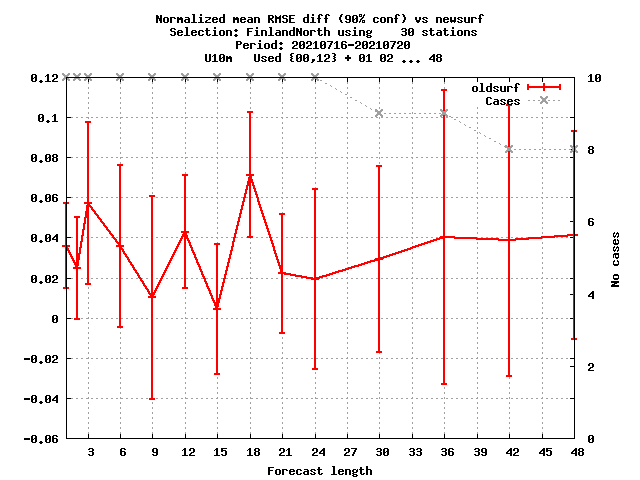 Normalized mean RMSE diff (90% conf) vs newsurf
Selection: FinlandNorth using    30 stations
Period: 20210716-20210720
U10m   Used {00,12} + 01 02 ... 48
0.12
0.1
0.08
0.06
0.04
0.02
0
-0.02
-0.04
-0.06
10
8
6
4
2
0
No cases
oldsurf
Cases
3 6 9 12 15 18 21 24 27 30 33 36 39 42 45 48
Forecast length